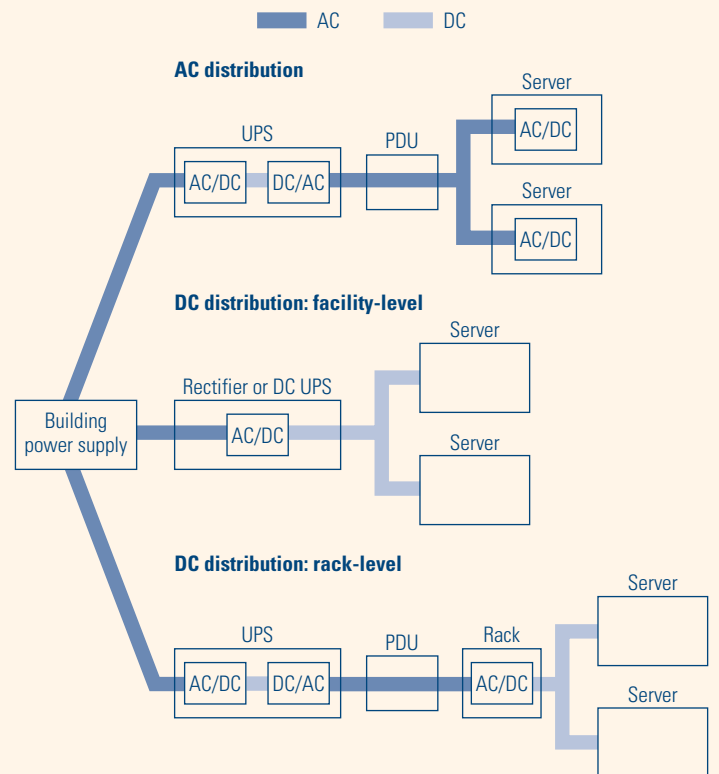 AC
DC
AC distribution
Server
UPS
PDU
AC/DC
AC/DC
DC/AC
Server
AC/DC
DC distribution: facility-level
Server
Rectifier or DC UPS
Building
power supply
AC/DC
Server
DC distribution: rack-level
Server
UPS
PDU
Rack
AC/DC
DC/AC
AC/DC
Server